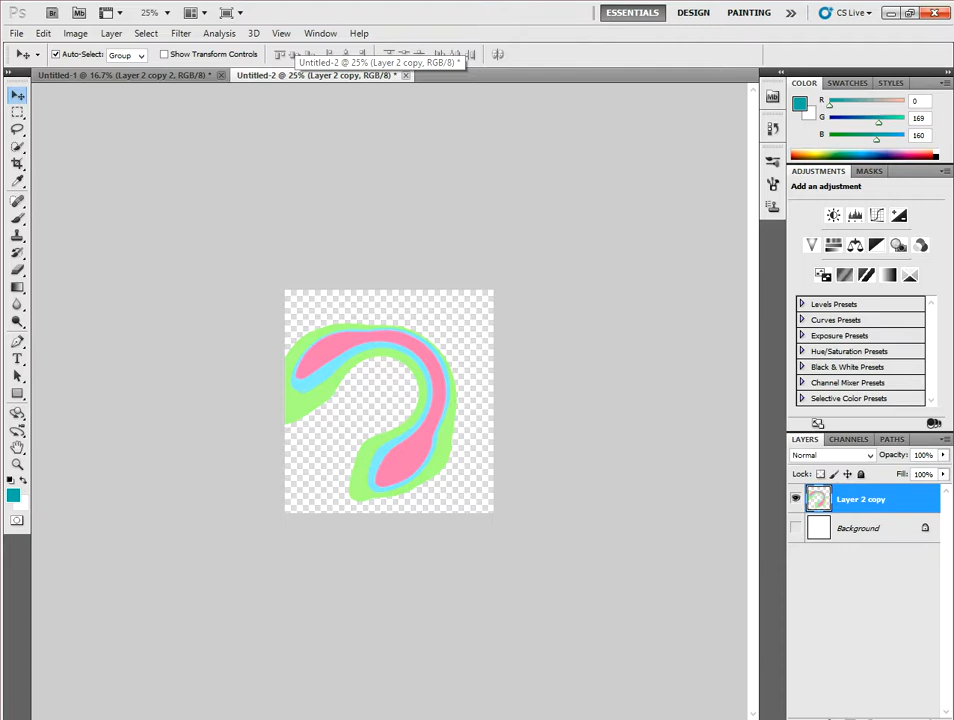 Ps Br Mb 25% ESSENTIALS DESIGN PAINTING CS Live
File Edit Image Layer Select Filter Analysis 3D View Window Help
Auto-Select: Group Show Transform Controls
Untitled-2 @ 25% (Layer 2 copy, RGB/8) *
Untitled-1 @ 16.7% (Layer 2 copy 2, RGB/8) * Untitled-2 @ 25% (Layer 2 copy, RGB/8) *
COLOR SWATCHES STYLES
Mb
R 0
G 169
B 160
ADJUSTMENTS MASKS
Add an adjustment
Levels Presets
Curves Presets
Exposure Presets
Hue/Saturation Presets
Black & White Presets
Channel Mixer Presets
Selective Color Presets
LAYERS CHANNELS PATHS
Normal Opacity: 100%
Lock: Fill: 100%
Layer 2 copy
Background